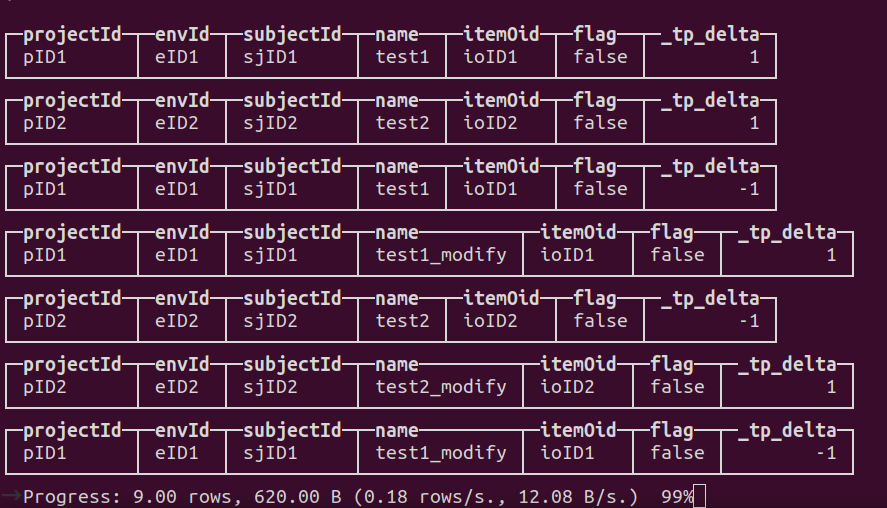 projectId envId subjectId name itemOid flag _tp_delta
pID1 eID1 sjID1 test1 ioID1 false 1
projectId envId subjectId name itemOid flag _tp_delta
pID2 eID2 sjID2 test2 ioID2 false 1
projectId envId subjectId name itemOid flag _tp_delta
pID1 eID1 sjID1 test1 ioID1 false -1
projectId envId subjectId name itemOid flag _tp_delta
pID1 eID1 sjID1 test1_modify ioID1 false 1
projectId envId subjectId name itemOid flag _tp_delta
pID2 eID2 sjID2 test2 ioID2 false -1
projectId envId subjectId name itemOid flag _tp_delta
pID2 eID2 sjID2 test2_modify ioID2 false 1
projectId envId subjectId name itemOid flag _tp_delta
pID1 eID1 sjID1 test1_modify ioID1 false -1
→Progress: 9.00 rows, 620.00 B (0.18 rows/s., 12.08 B/s.) 99%